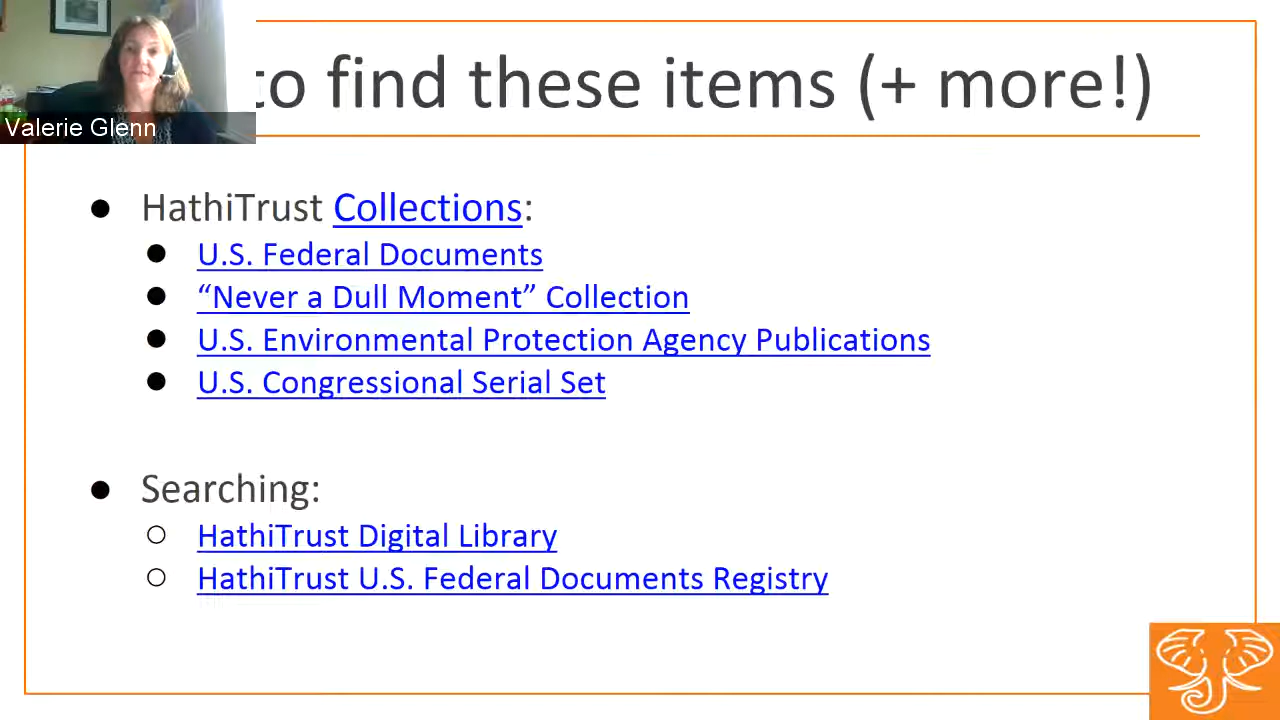 to find these items (+ more!)
Valerie Glenn
● HathiTrust Collections:
● U.S. Federal Documents
● “Never a Dull Moment” Collection
● U.S. Environmental Protection Agency Publications
● U.S. Congressional Serial Set
● Searching:
○ HathiTrust Digital Library
○ HathiTrust U.S. Federal Documents Registry